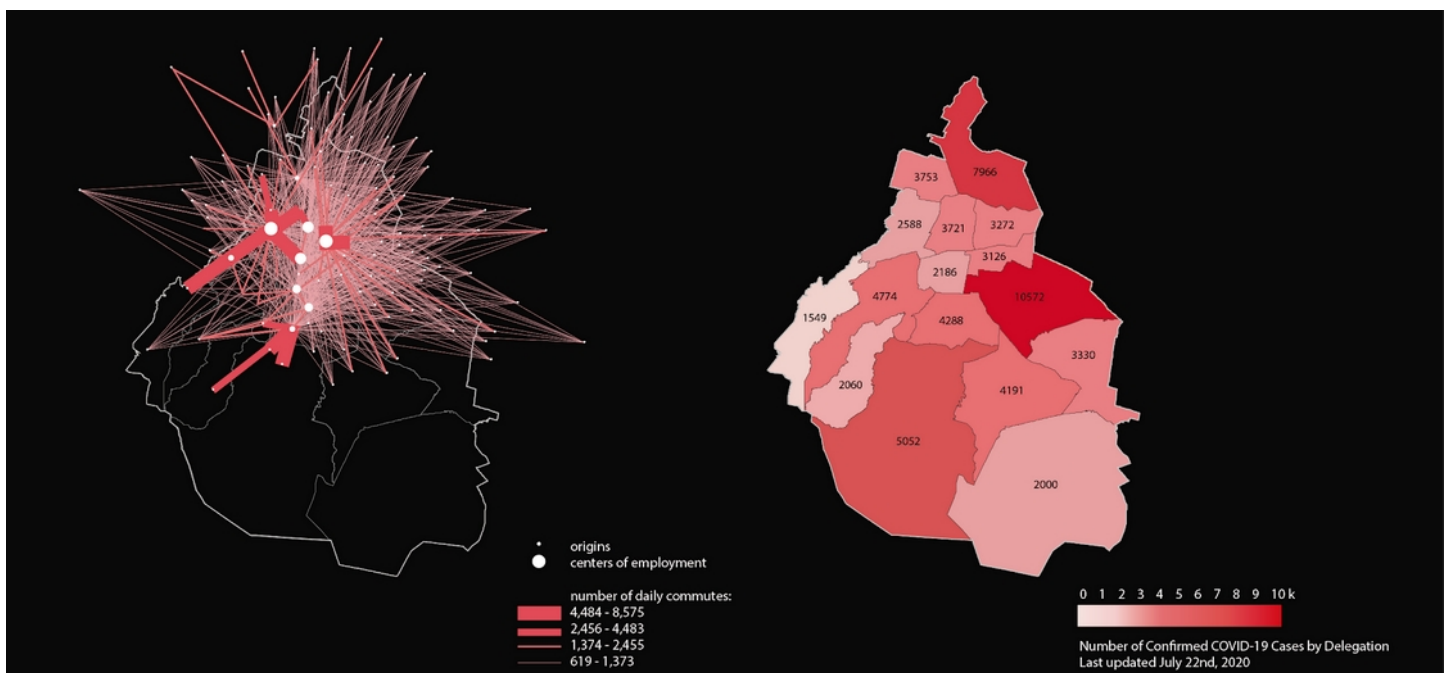 origins
centers of employment
number of daily commutes:
4,484 - 8,575
2,456 - 4,483
1,374 - 2,455
619 - 1,373
7966
3753
2588
3721
3272
3126
2186
10572
4774
1549
4288
3330
2060
4191
5052
2000
0 1 2 3 4 5 6 7 8 9 10 k
Number of Confirmed COVID-19 Cases by Delegation
Last updated July 22nd, 2020